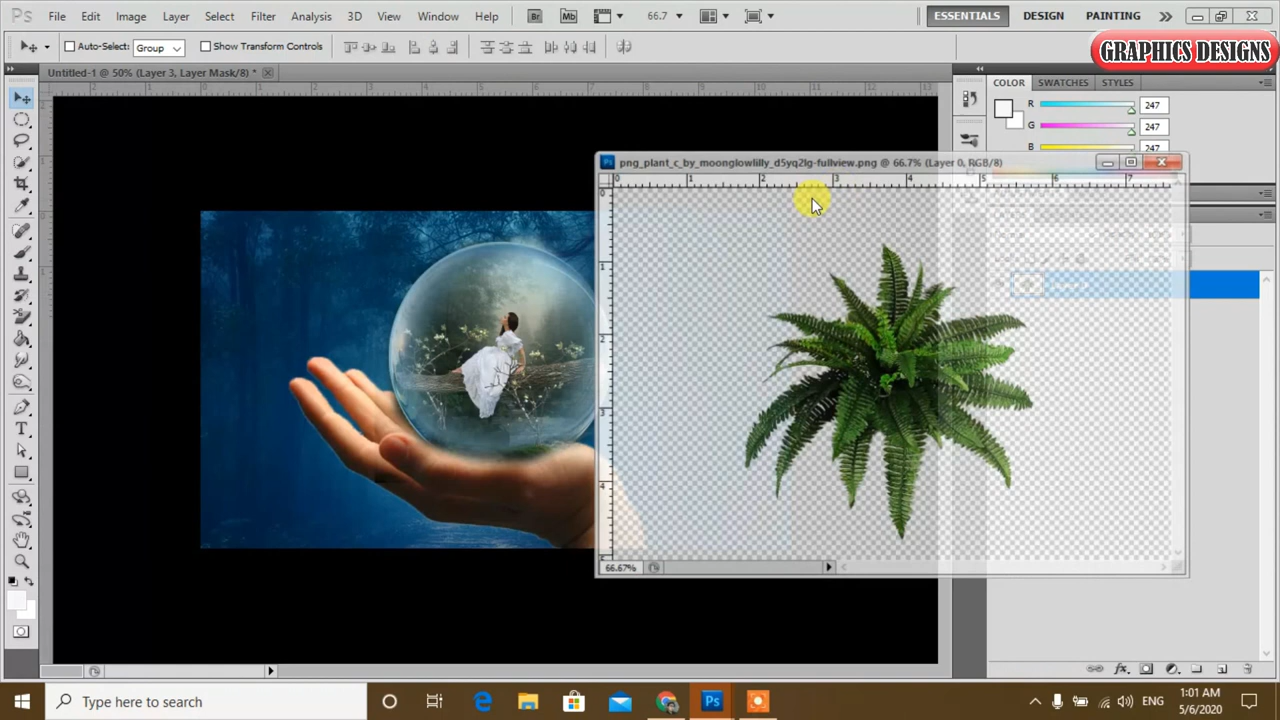 Ps File Edit Image Layer Select Filter Analysis 3D View Window Help Br Mb 66.7 ESSENTIALS DESIGN PAINTING
Auto-Select: Group Show Transform Controls
GRAPHICS DESIGNS
Untitled-1 @ 50% (Layer 3, Layer Mask/8) *
COLOR SWATCHES STYLES
R 247
G 247
B 247
png_plant_c_by_moonglowlilly_d5yq2lg-fullview.png @ 66.7% (Layer 0, RGB/8)
66.67%
Type here to search
ENG
1:01 AM
5/6/2020